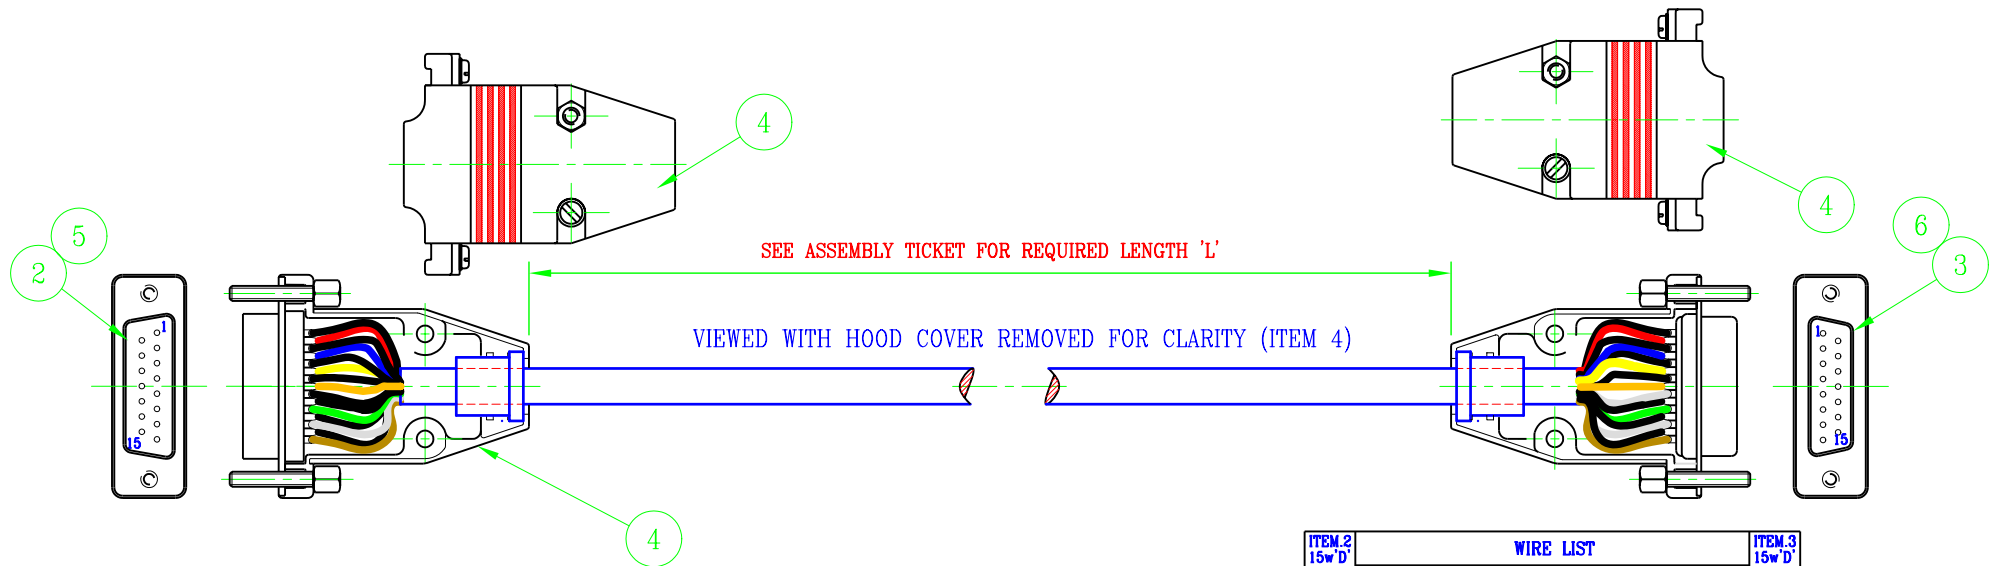 4
4
5
2
6
3
SEE ASSEMBLY TICKET FOR REQUIRED LENGTH 'L'
VIEWED WITH HOOD COVER REMOVED FOR CLARITY (ITEM 4)
1
15
1
15
4
ITEM.2
15w'D'
WIRE LIST
ITEM.3
15w'D'